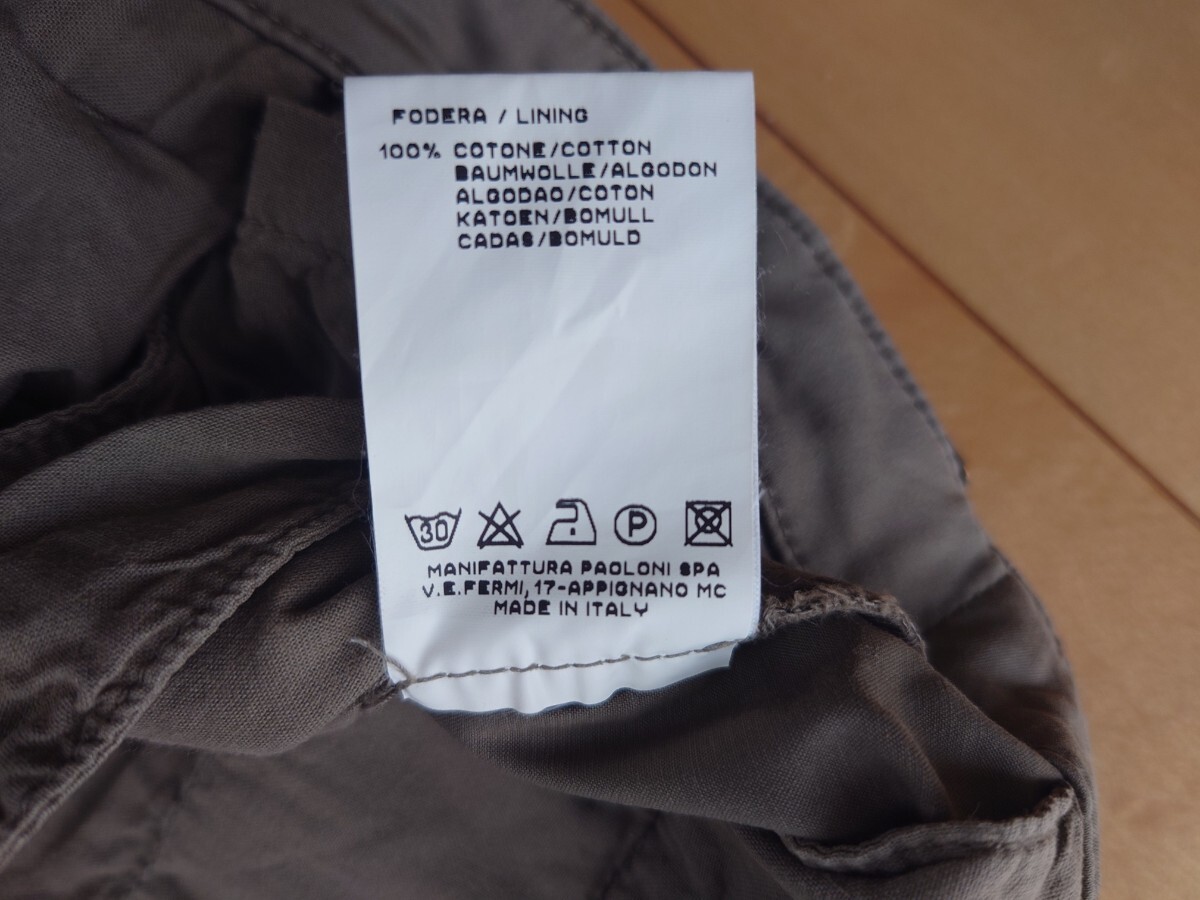 FODERA / LINING
100% COTONE/COTTON
BAUMWOLLE/ALGODON
ALGODAO/COTON
KATOEN/BOMULL
CADAS/BOMULD
30 P
MANIFATTURA PAOLONI SPA
V.E.FERMI, 17-APPIGNANO MC
MADE IN ITALY